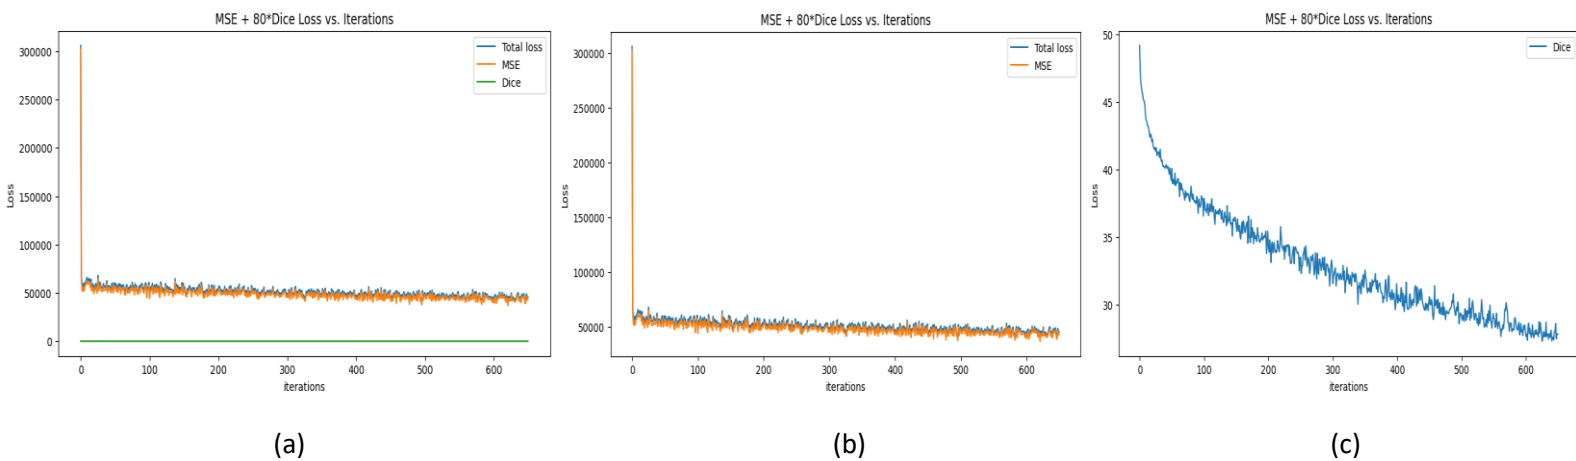 MSE + 80*Dice Loss vs. Iterations
300000
250000
200000
150000
100000
50000
0
Loss
0 100 200 300 400 500 600
iterations
Total loss
MSE
Dice
(a)
MSE + 80*Dice Loss vs. Iterations
300000
250000
200000
150000
100000
50000
Loss
0 100 200 300 400 500 600
iterations
Total loss
MSE
(b)
MSE + 80*Dice Loss vs. Iterations
50
45
40
35
30
Loss
0 100 200 300 400 500 600
iterations
Dice
(c)